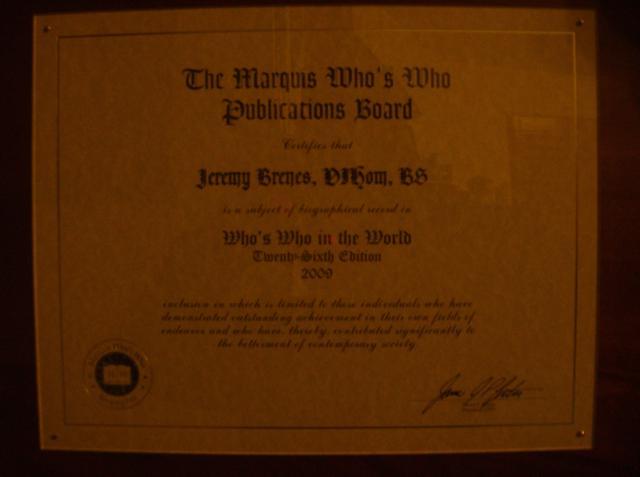 The Marquis Who's Who
Publications Board
Certifies that
Jeremy Brenes, DIHom, BS
is a subject of biographical record in
Who's Who in the World
Twenty-Sixth Edition
2009
inclusion in which is limited to those individuals who have
demonstrated outstanding achievement in their own fields of
endeavor and who have, thereby, contributed significantly to
the betterment of contemporary society.